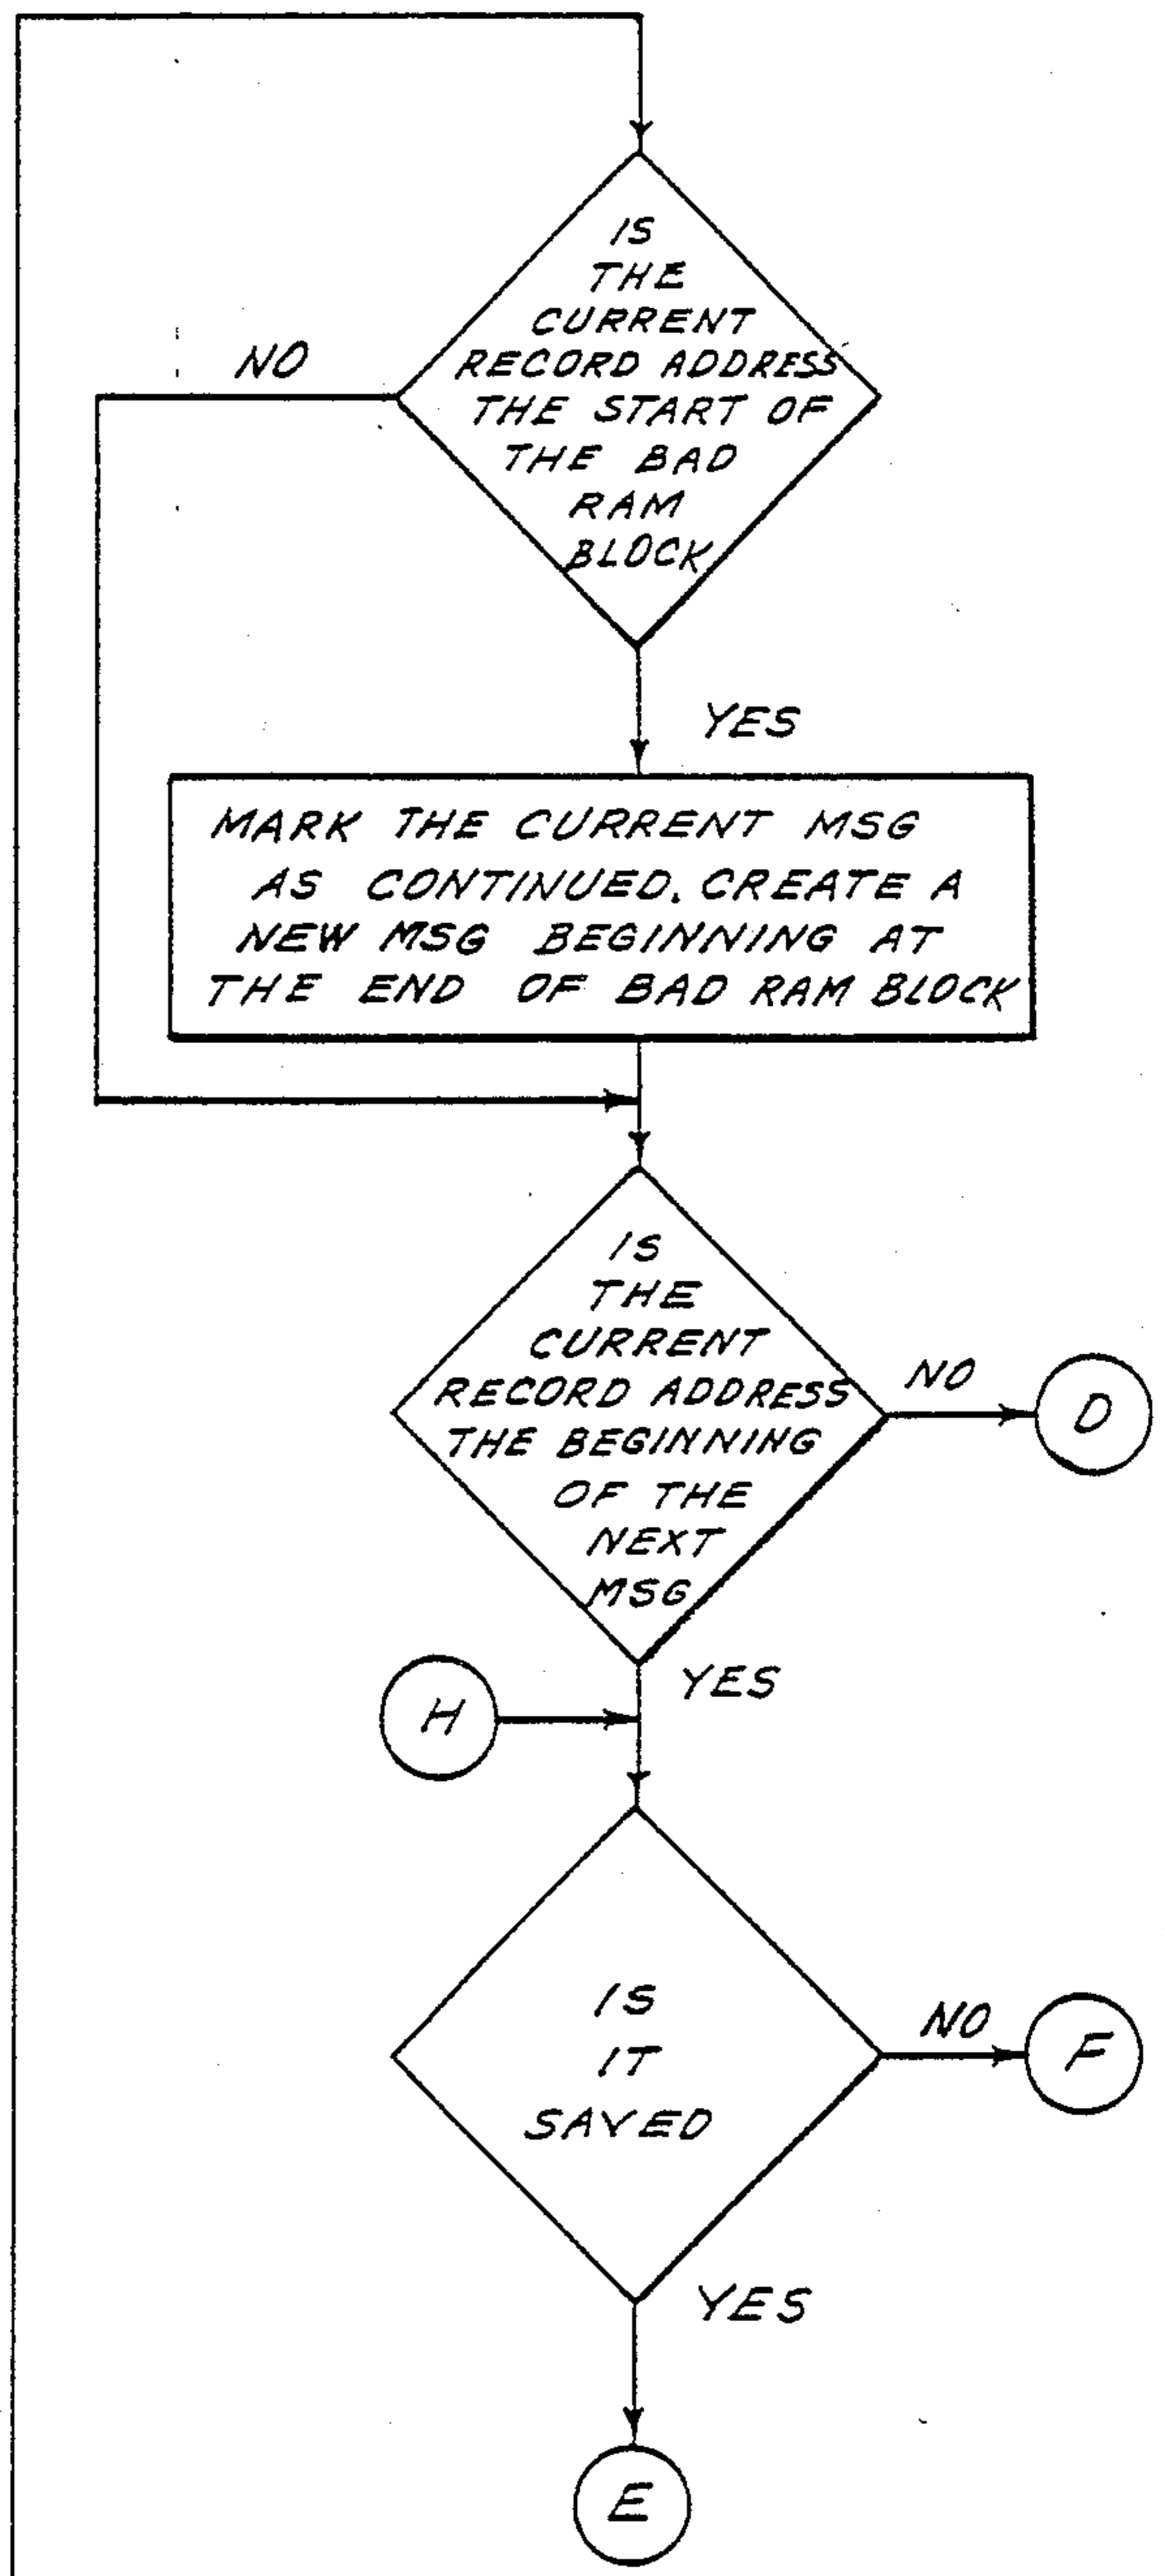 IS
THE
CURRENT
RECORD ADDRESS
THE START OF
THE BAD
RAM
BLOCK
NO
YES
MARK THE CURRENT MSG
AS CONTINUED. CREATE A
NEW MSG BEGINNING AT
THE END OF BAD RAM BLOCK
IS
THE
CURRENT
RECORD ADDRESS
THE BEGINNING
OF THE
NEXT
MSG
NO
D
YES
H
IS
IT
SAVED
NO
F
YES
E